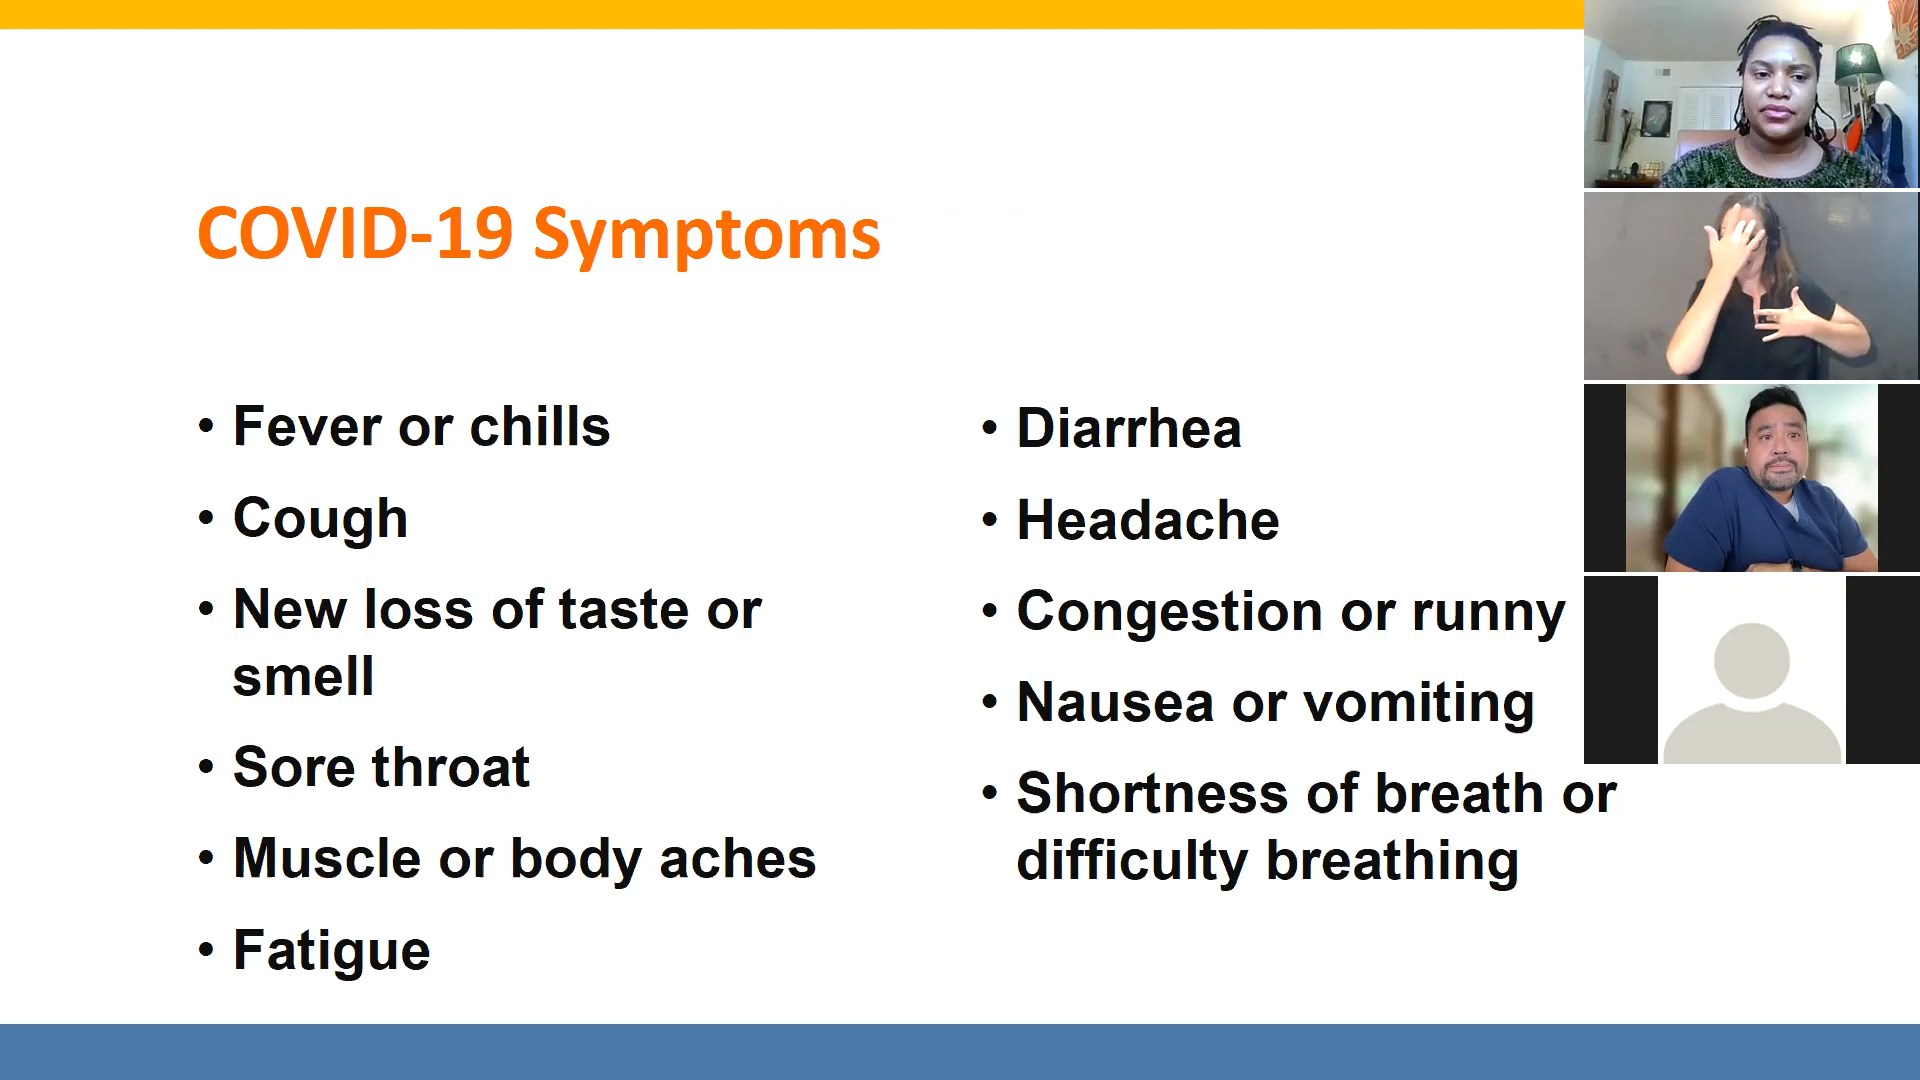 COVID-19 Symptoms
• Fever or chills
• Cough
• New loss of taste or
smell
• Sore throat
• Muscle or body aches
• Fatigue
• Diarrhea
• Headache
• Congestion or runny
• Nausea or vomiting
• Shortness of breath or
difficulty breathing